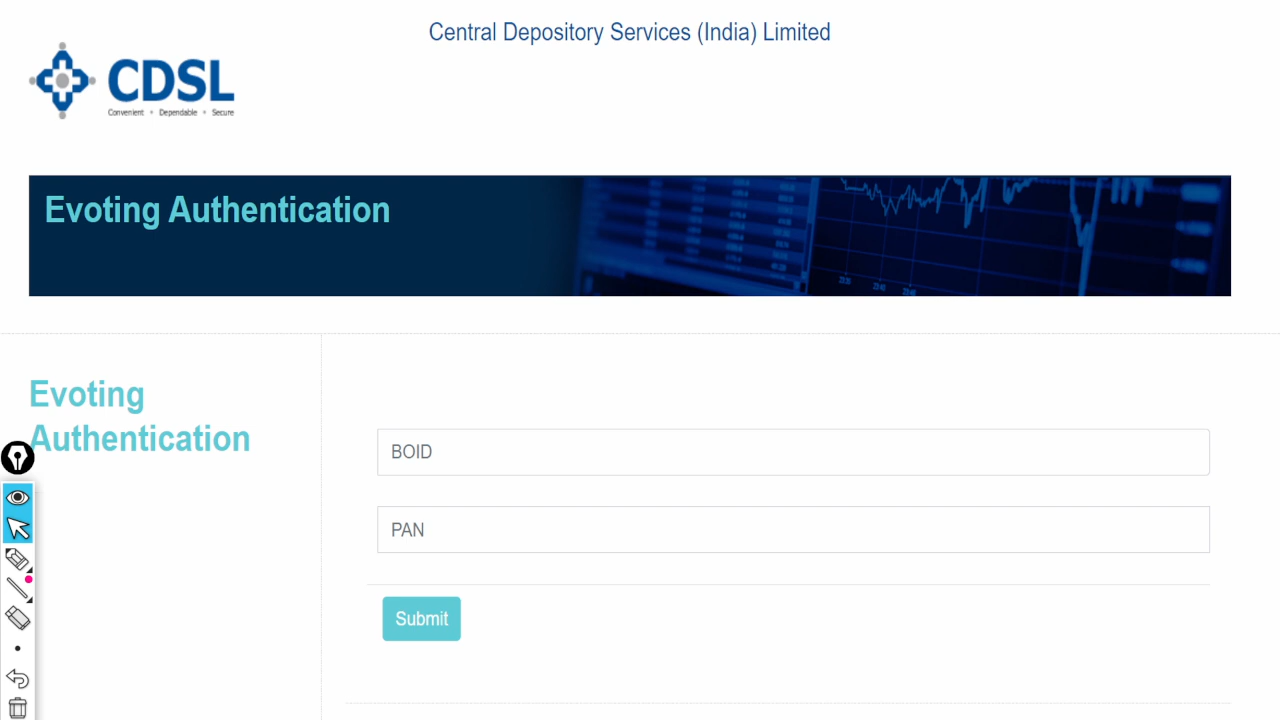 Central Depository Services (India) Limited
CDSL
Convenient • Dependable • Secure
Evoting Authentication
Evoting
Authentication
BOID
PAN
Submit